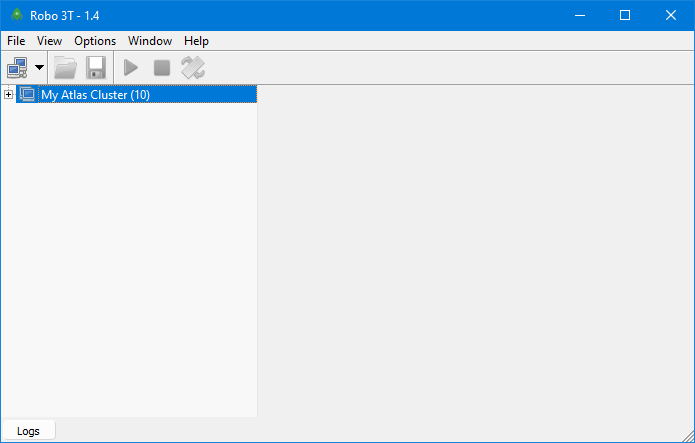 Robo 3T - 1.4
File View Options Window Help
My Atlas Cluster (10)
Logs